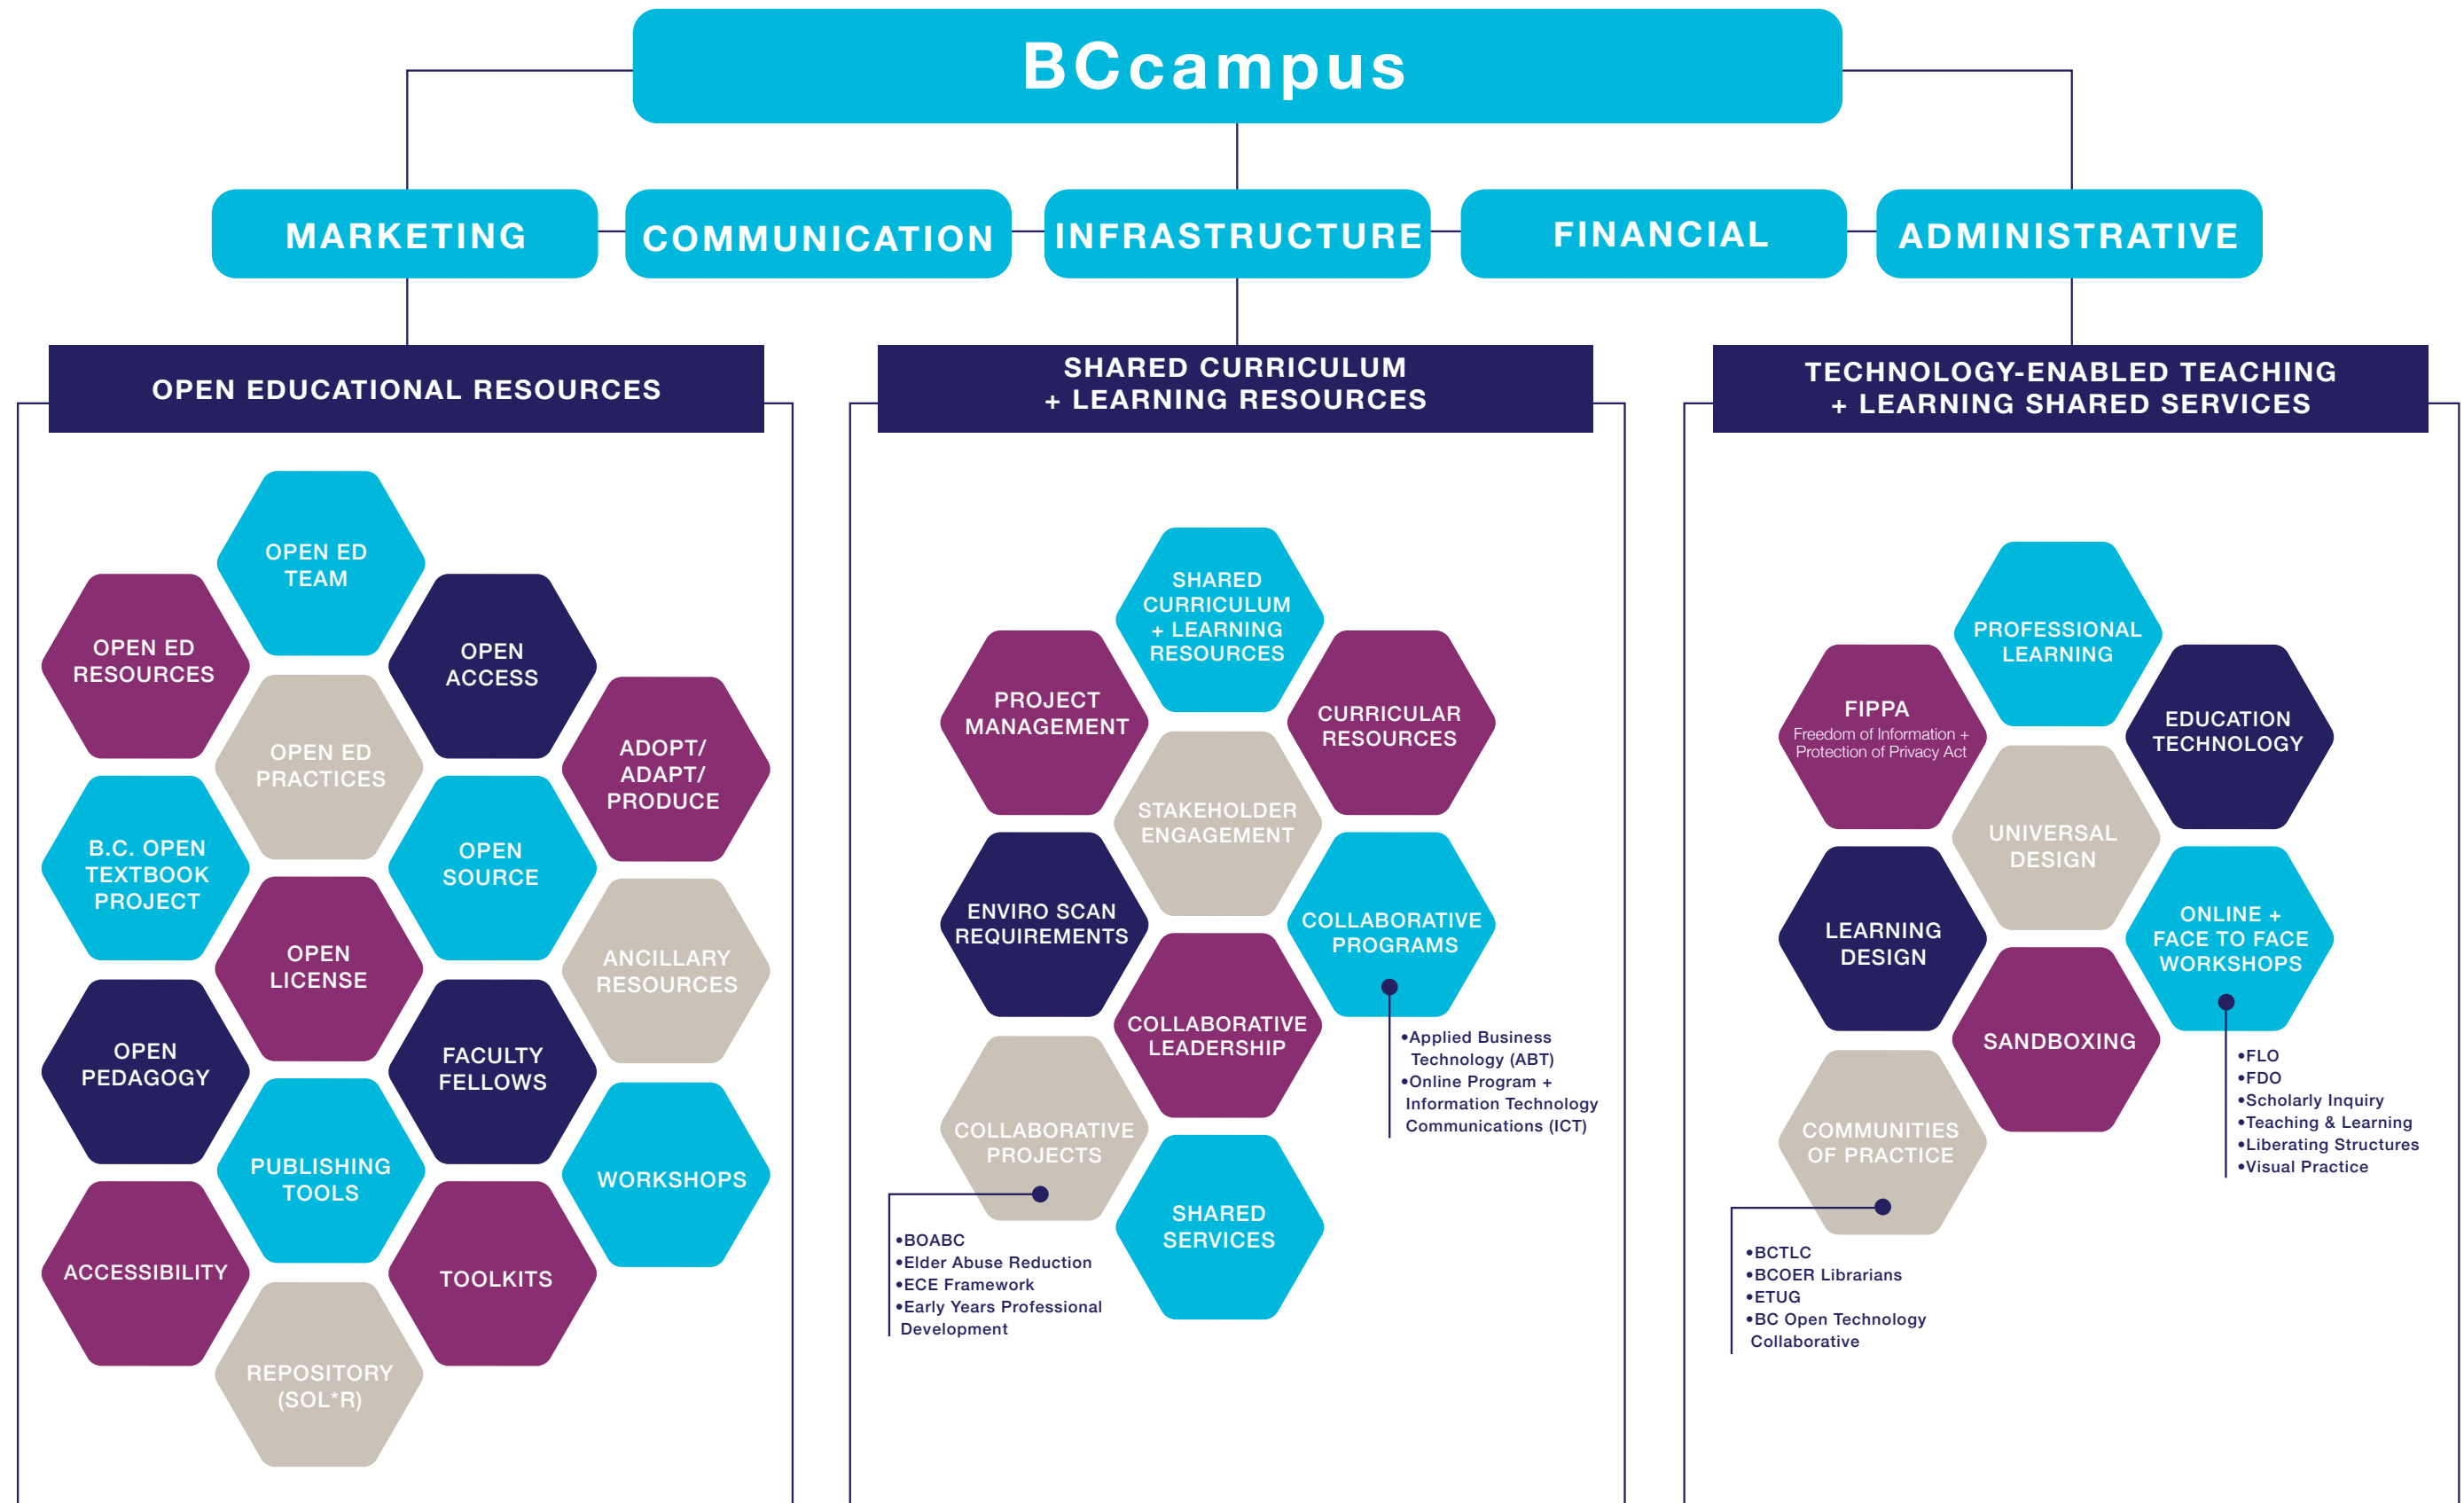 BCcampus
MARKETING
COMMUNICATION
INFRASTRUCTURE
FINANCIAL
ADMINISTRATIVE
OPEN EDUCATIONAL RESOURCES
OPEN ED
TEAM
OPEN ED
RESOURCES
OPEN
ACCESS
OPEN ED
PRACTICES
ADOPT/
ADAPT/
PRODUCE
B.C. OPEN
TEXTBOOK
PROJECT
OPEN
SOURCE
OPEN
LICENSE
ANCILLARY
RESOURCES
OPEN
PEDAGOGY
FACULTY
FELLOWS
PUBLISHING
TOOLS
WORKSHOPS
ACCESSIBILITY
TOOLKITS
REPOSITORY
(SOL*R)
SHARED CURRICULUM
+ LEARNING RESOURCES
SHARED
CURRICULUM
+ LEARNING
RESOURCES
PROJECT
MANAGEMENT
CURRICULAR
RESOURCES
STAKEHOLDER
ENGAGEMENT
ENVIRO SCAN
REQUIREMENTS
COLLABORATIVE
PROGRAMS
•Applied Business
Technology (ABT)
•Online Program +
Information Technology
Communications (ICT)
COLLABORATIVE
LEADERSHIP
COLLABORATIVE
PROJECTS
•BOABC
•Elder Abuse Reduction
•ECE Framework
•Early Years Professional
Development
SHARED
SERVICES
TECHNOLOGY-ENABLED TEACHING
+ LEARNING SHARED SERVICES
PROFESSIONAL
LEARNING
FIPPA
Freedom of Information +
Protection of Privacy Act
EDUCATION
TECHNOLOGY
UNIVERSAL
DESIGN
LEARNING
DESIGN
ONLINE +
FACE TO FACE
WORKSHOPS
•FLO
•FDO
•Scholarly Inquiry
•Teaching & Learning
•Liberating Structures
•Visual Practice
SANDBOXING
COMMUNITIES
OF PRACTICE
•BCTLC
•BCOER Librarians
•ETUG
•BC Open Technology
Collaborative